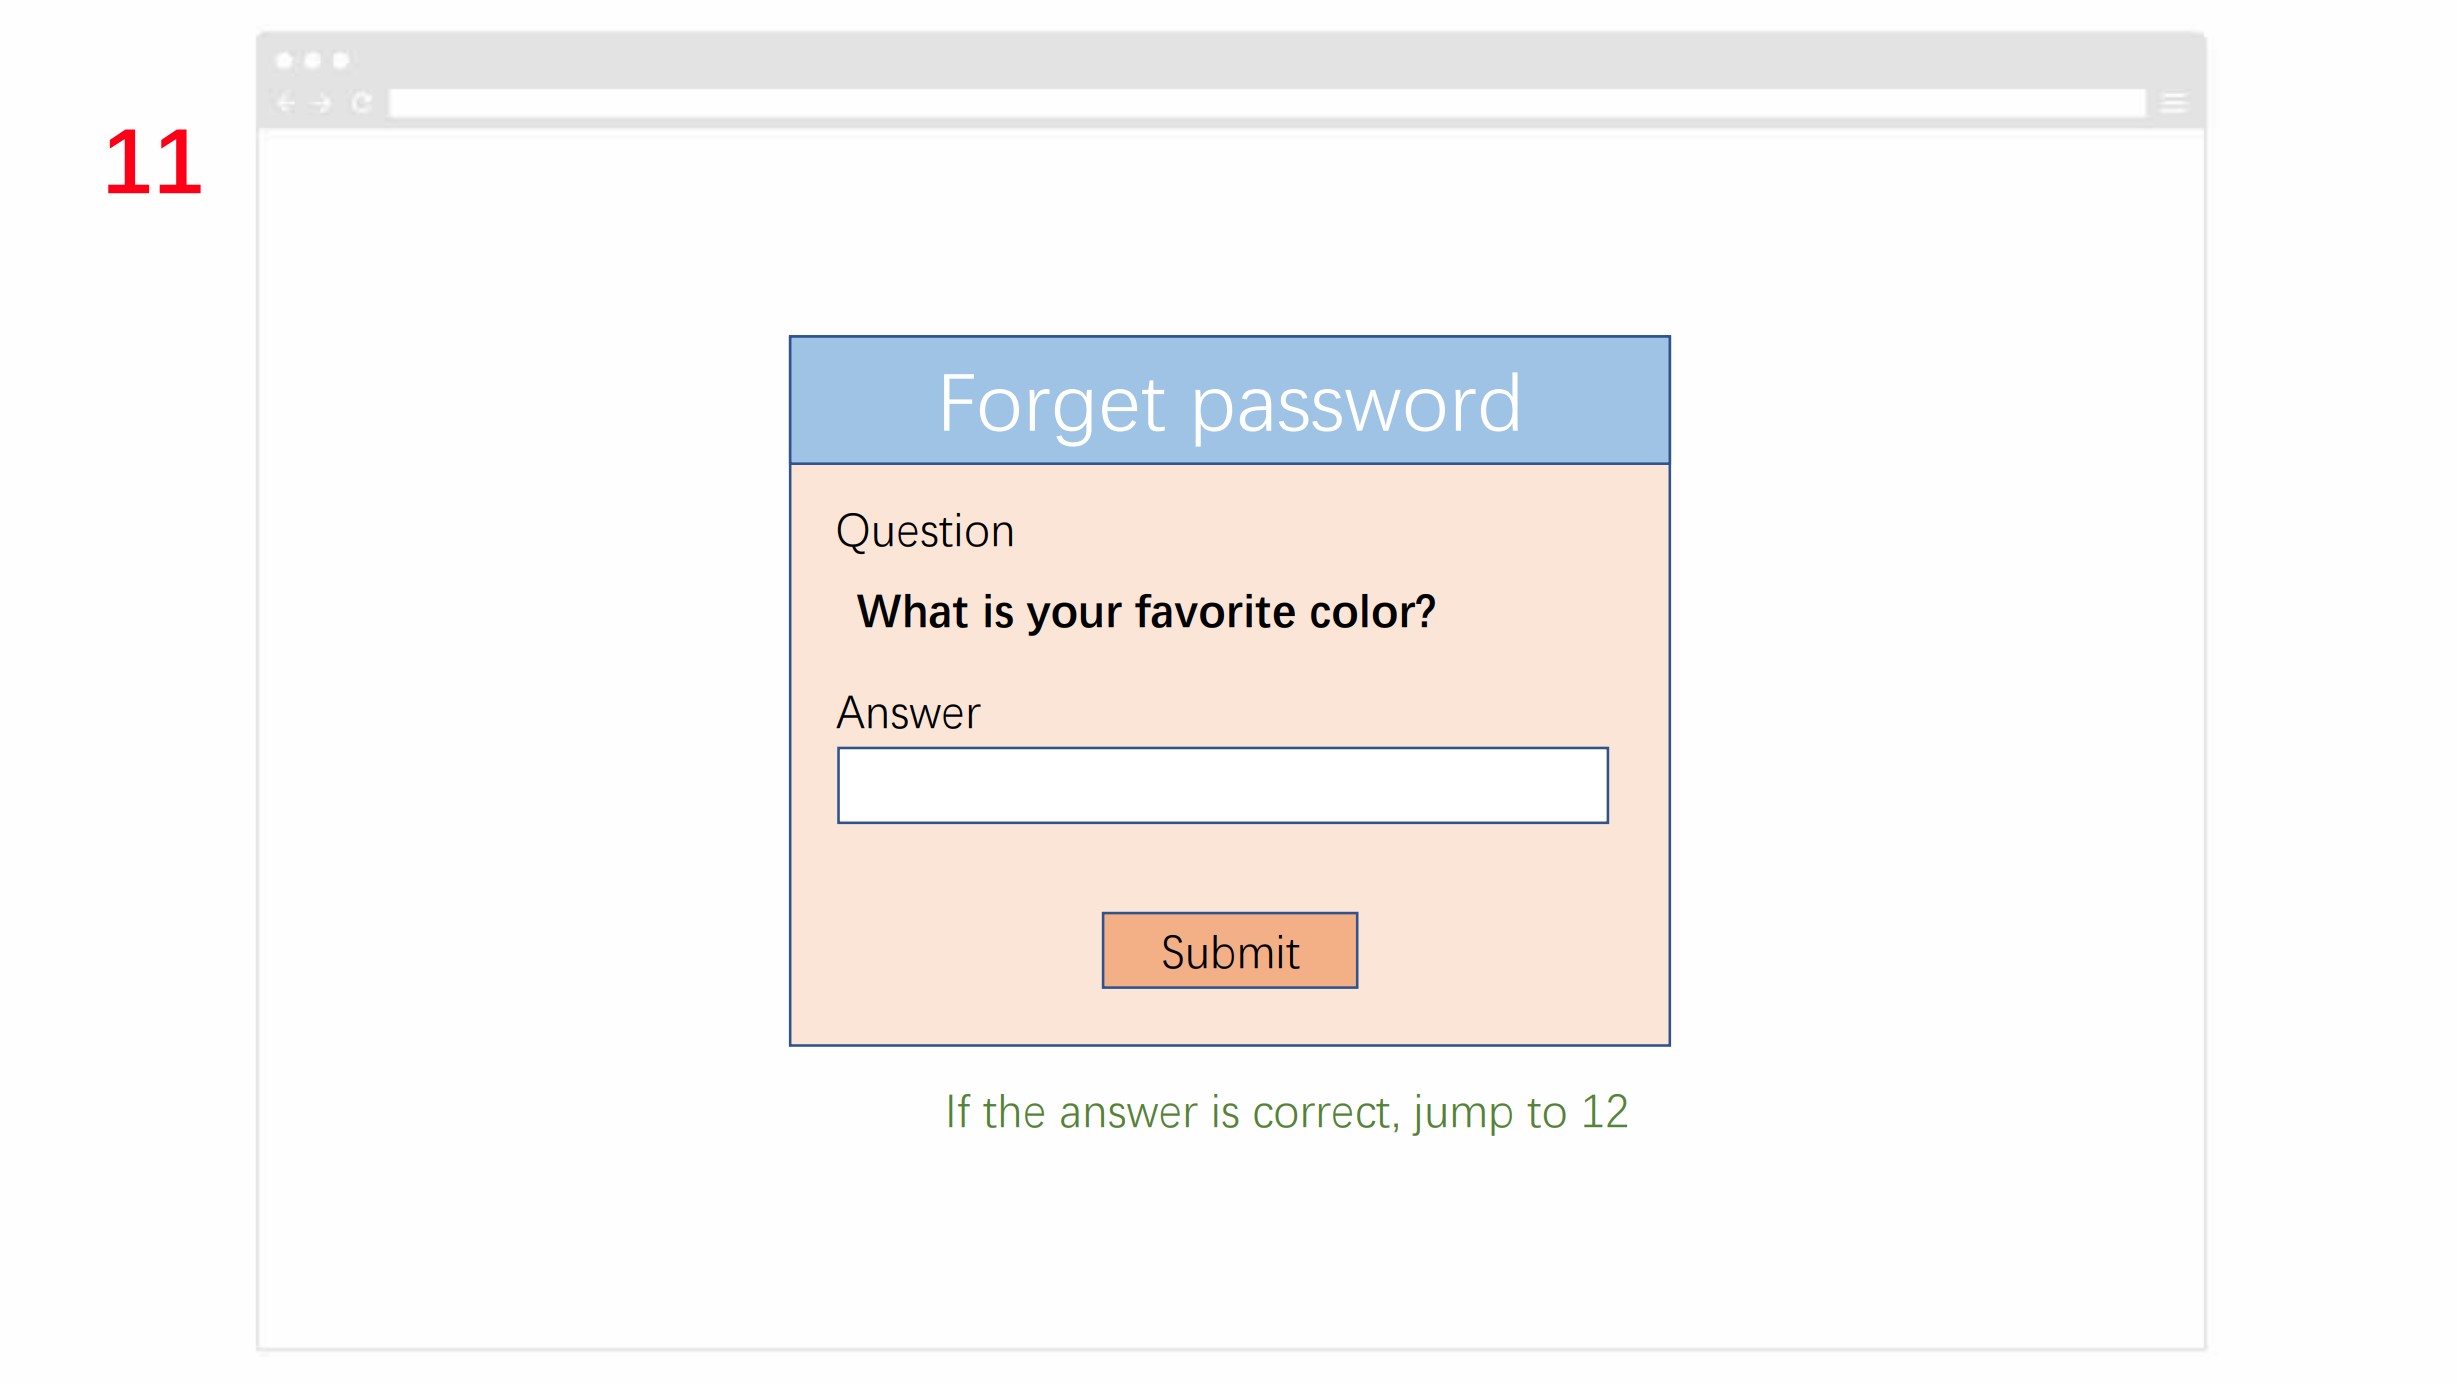 11
Forget password
Question
What is your favorite color?
Answer
Submit
If the answer is correct, jump to 12